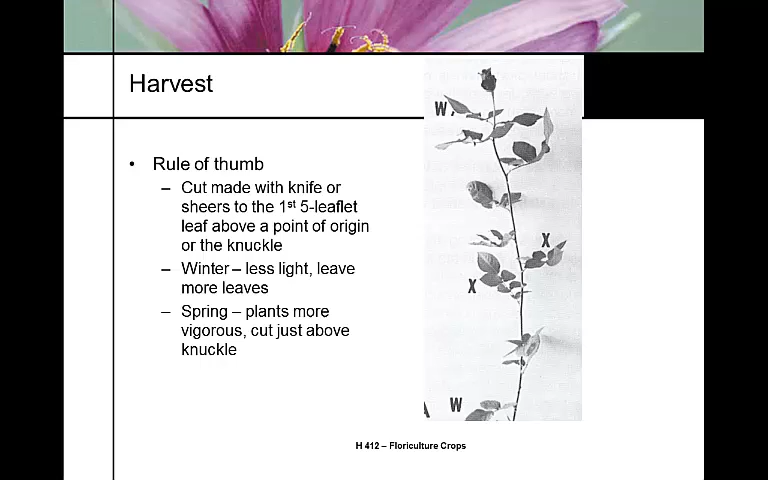 Harvest
• Rule of thumb
– Cut made with knife or
sheers to the 1st 5-leaflet
leaf above a point of origin
or the knuckle
– Winter – less light, leave
more leaves
– Spring – plants more
vigorous, cut just above
knuckle
W,
X
X
W
H 412 – Floriculture Crops